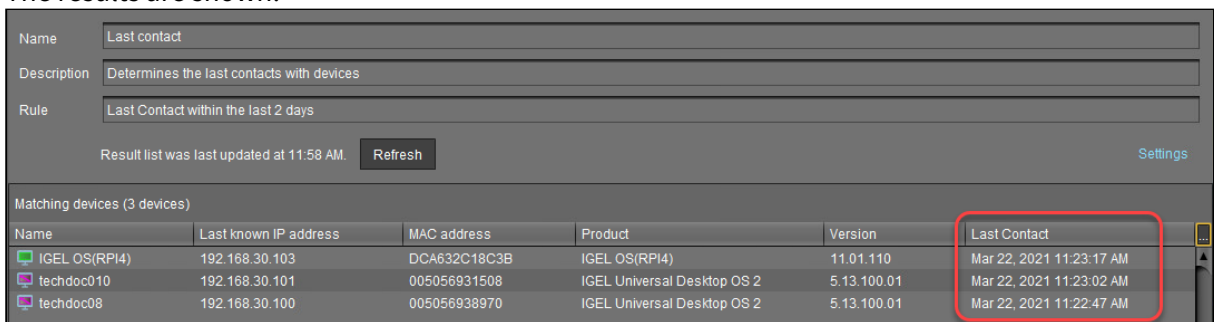 The results are shown:
Name Last contact
Description Determines the last contacts with devices
Rule Last Contact within the last 2 days
Result list was last updated at 11:58 AM. Refresh Settings
Matching devices (3 devices)
Name Last known IP address MAC address Product Version Last Contact ...
IGEL OS(RPI4) 192.168.30.103 DCA632C18C3B IGEL OS(RPI4) 11.01.110 Mar 22, 2021 11:23:17 AM
techdoc010 192.168.30.101 005056931508 IGEL Universal Desktop OS 2 5.13.100.01 Mar 22, 2021 11:23:02 AM
techdoc08 192.168.30.100 005056938970 IGEL Universal Desktop OS 2 5.13.100.01 Mar 22, 2021 11:22:47 AM